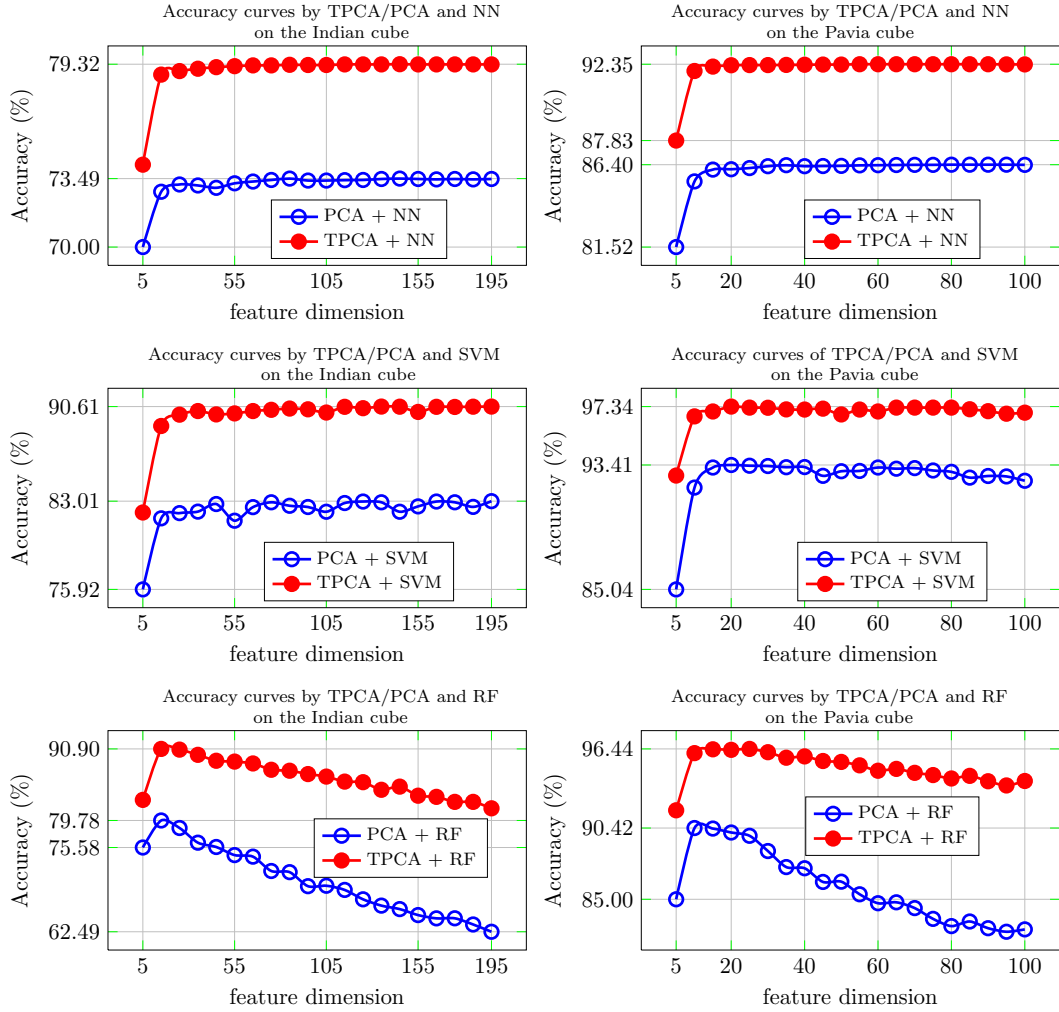 Accuracy curves by TPCA/PCA and NN
on the Indian cube
79.32
73.49
70.00
Accuracy (%)
PCA + NN
TPCA + NN
5 55 105 155 195
feature dimension
Accuracy curves by TPCA/PCA and NN
on the Pavia cube
92.35
87.83
86.40
81.52
Accuracy (%)
PCA + NN
TPCA + NN
5 20 40 60 80 100
feature dimension
Accuracy curves by TPCA/PCA and SVM
on the Indian cube
90.61
83.01
75.92
Accuracy (%)
PCA + SVM
TPCA + SVM
5 55 105 155 195
feature dimension
Accuracy curves of TPCA/PCA and SVM
on the Pavia cube
97.34
93.41
85.04
Accuracy (%)
PCA + SVM
TPCA + SVM
5 20 40 60 80 100
feature dimension
Accuracy curves by TPCA/PCA and RF
on the Indian cube
90.90
79.78
75.58
62.49
Accuracy (%)
PCA + RF
TPCA + RF
5 55 105 155 195
feature dimension
Accuracy curves by TPCA/PCA and RF
on the Pavia cube
96.44
90.42
85.00
Accuracy (%)
PCA + RF
TPCA + RF
5 20 40 60 80 100
feature dimension